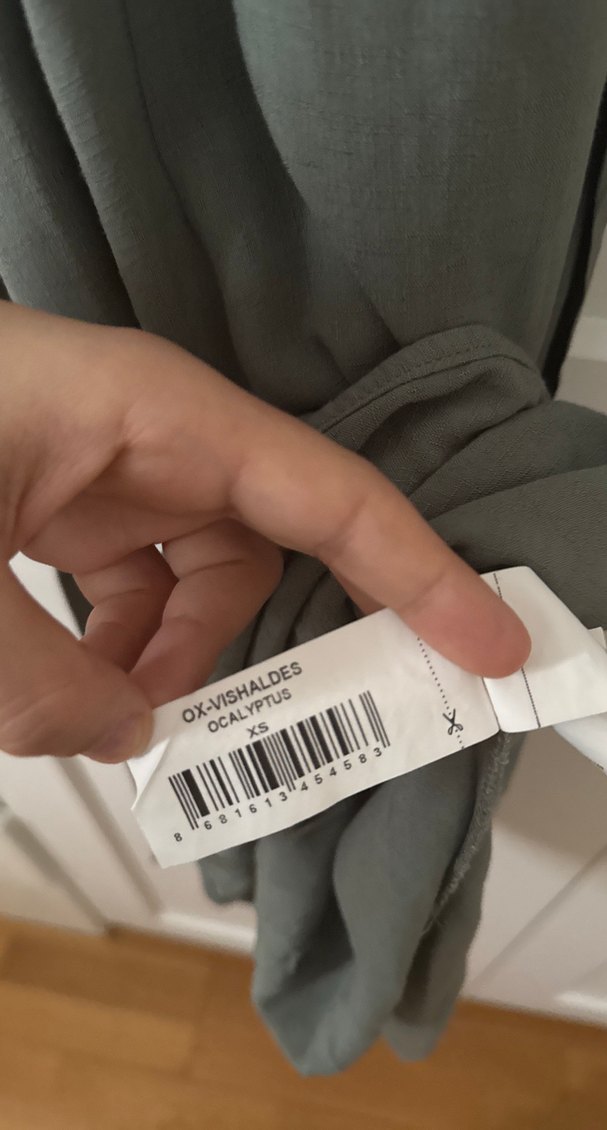 OX-VISHALDES
OCALYPTUS
XS
8 681613 454583